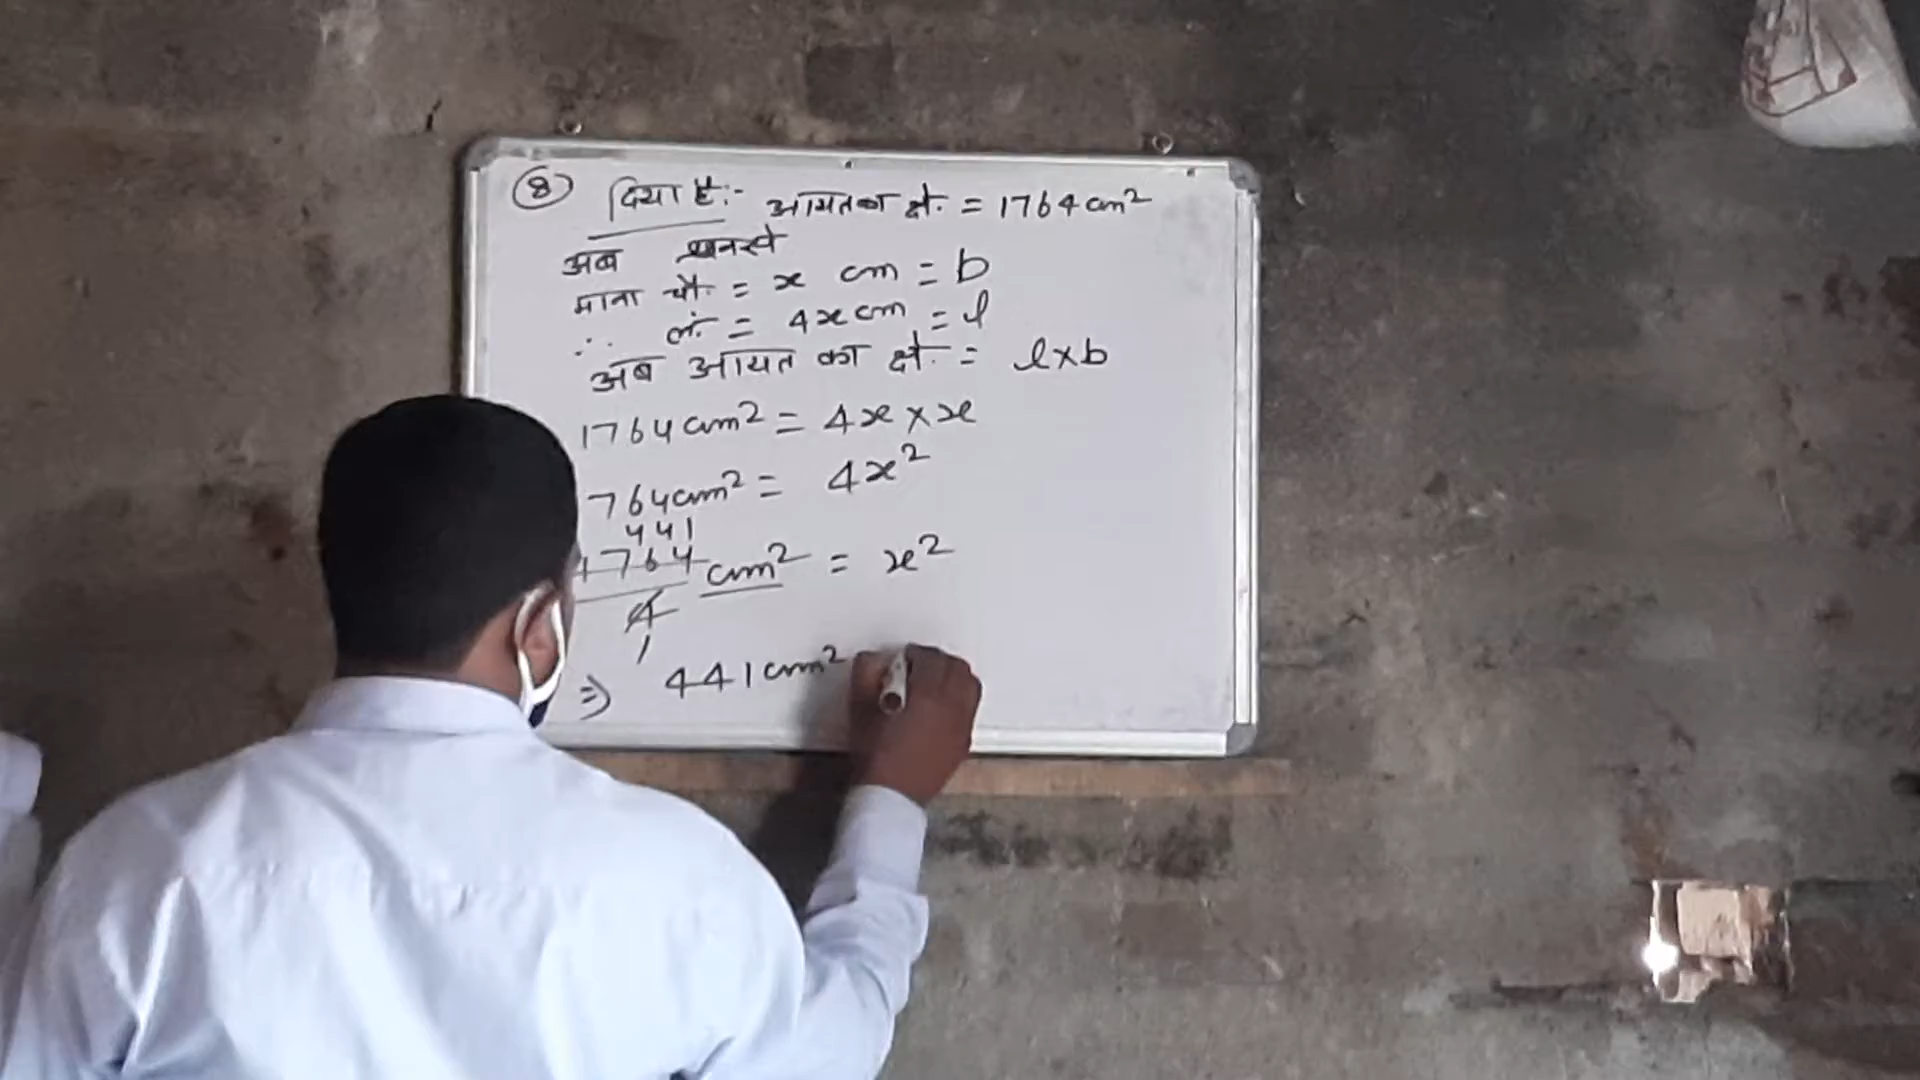 8 दिया है:- आयत का क्षे. = 1764 cm²
अब
माना चौ. = x cm = b
∴ लं. = 4x cm = l
अब आयत का क्षे. = l×b
1764 cm² = 4x × x
764 cm² = 4x²
441
1764 cm² = x²
4
1
⇒ 441 cm²